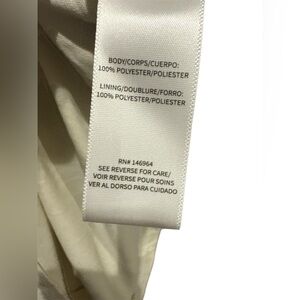 BODY/CORPS/CUERPO:
100% POLYESTER/POLIESTER
LINING/DOUBLURE/FORRO:
100% POLYESTER/POLIESTER
RN# 146964
SEE REVERSE FOR CARE/
VOIR REVERSE POUR SOINS
VER AL DORSO PARA CUIDADO